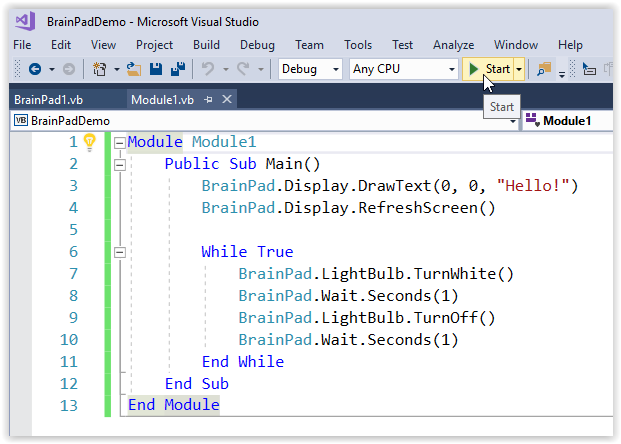 BrainPadDemo - Microsoft Visual Studio
File Edit View Project Build Debug Team Tools Test Analyze Window Help
Debug Any CPU Start
BrainPad1.vb Module1.vb
Start
VB BrainPadDemo Module1
1 Module Module1
2 Public Sub Main()
3 BrainPad.Display.DrawText(0, 0, "Hello!")
4 BrainPad.Display.RefreshScreen()
5
6 While True
7 BrainPad.LightBulb.TurnWhite()
8 BrainPad.Wait.Seconds(1)
9 BrainPad.LightBulb.TurnOff()
10 BrainPad.Wait.Seconds(1)
11 End While
12 End Sub
13 End Module